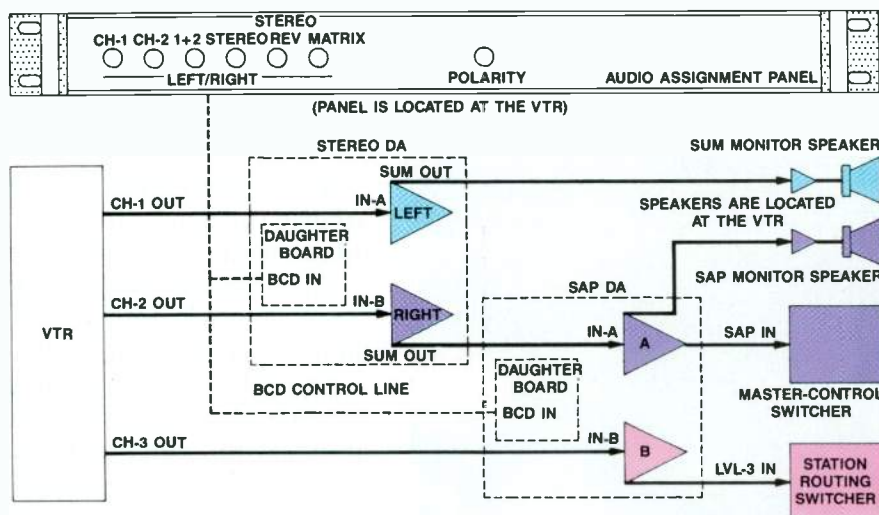 STEREO
CH-1 CH-2 1+2 STEREO REV MATRIX
LEFT/RIGHT
POLARITY
AUDIO ASSIGNMENT PANEL
(PANEL IS LOCATED AT THE VTR)
STEREO DA
SUM MONITOR SPEAKER
SUM OUT
CH-1 OUT
IN-A
LEFT
SPEAKERS ARE LOCATED
AT THE VTR
DAUGHTER
BOARD
BCD IN
SAP MONITOR SPEAKER
VTR
CH-2 OUT
IN-B
RIGHT
SAP DA
SUM OUT
IN-A
A
SAP IN
DAUGHTER
BOARD
BCD IN
BCD CONTROL LINE
MASTER-CONTROL
SWITCHER
CH-3 OUT
IN-B
B
LVL-3 IN
STATION
ROUTING
SWITCHER